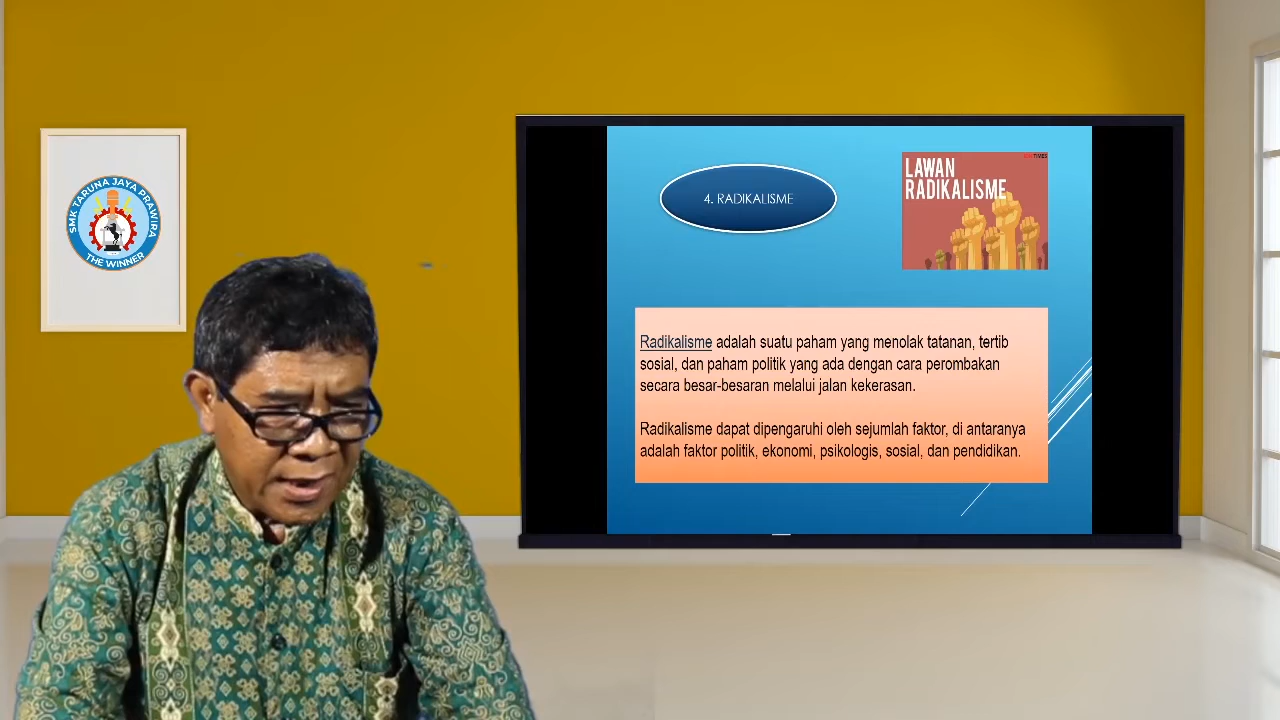 SMK TARUNA JAYA PRAWIRA
THE WINNER
4. RADIKALISME
LAWAN
RADIKALISME
Radikalisme adalah suatu paham yang menolak tatanan, tertib
sosial, dan paham politik yang ada dengan cara perombakan
secara besar-besaran melalui jalan kekerasan.
Radikalisme dapat dipengaruhi oleh sejumlah faktor, di antaranya
adalah faktor politik, ekonomi, psikologis, sosial, dan pendidikan.